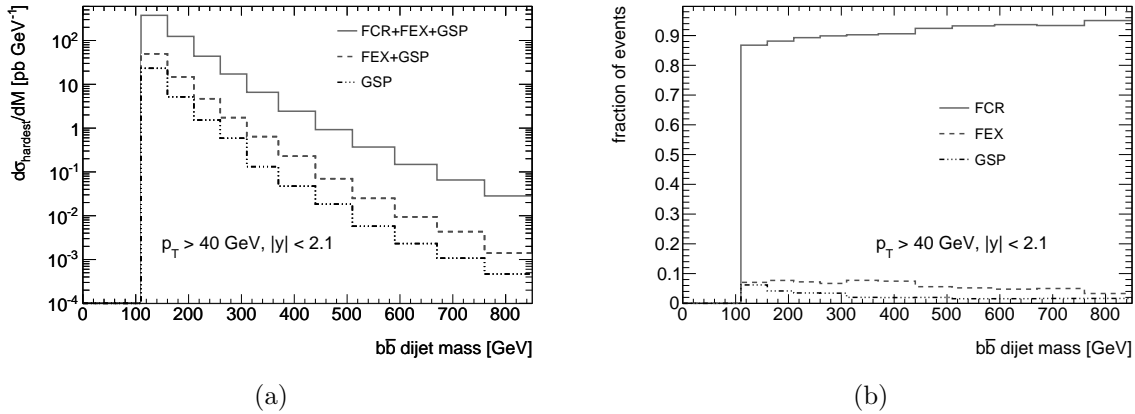 dσhardest/dM [pb GeV⁻¹]
10²
10
1
10⁻¹
10⁻²
10⁻³
10⁻⁴
FCR+FEX+GSP
FEX+GSP
GSP
p_T > 40 GeV, |y| < 2.1
0 100 200 300 400 500 600 700 800
bb̅ dijet mass [GeV]
(a)
fraction of events
0.9
0.8
0.7
0.6
0.5
0.4
0.3
0.2
0.1
0
FCR
FEX
GSP
p_T > 40 GeV, |y| < 2.1
0 100 200 300 400 500 600 700 800
bb̅ dijet mass [GeV]
(b)